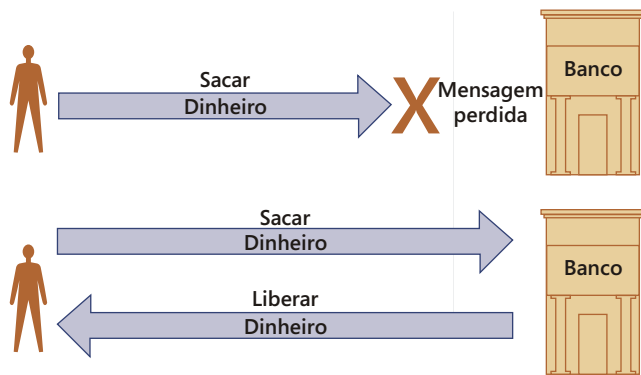 Sacar
Dinheiro
Mensagem
perdida
Banco
Sacar
Dinheiro
Banco
Liberar
Dinheiro